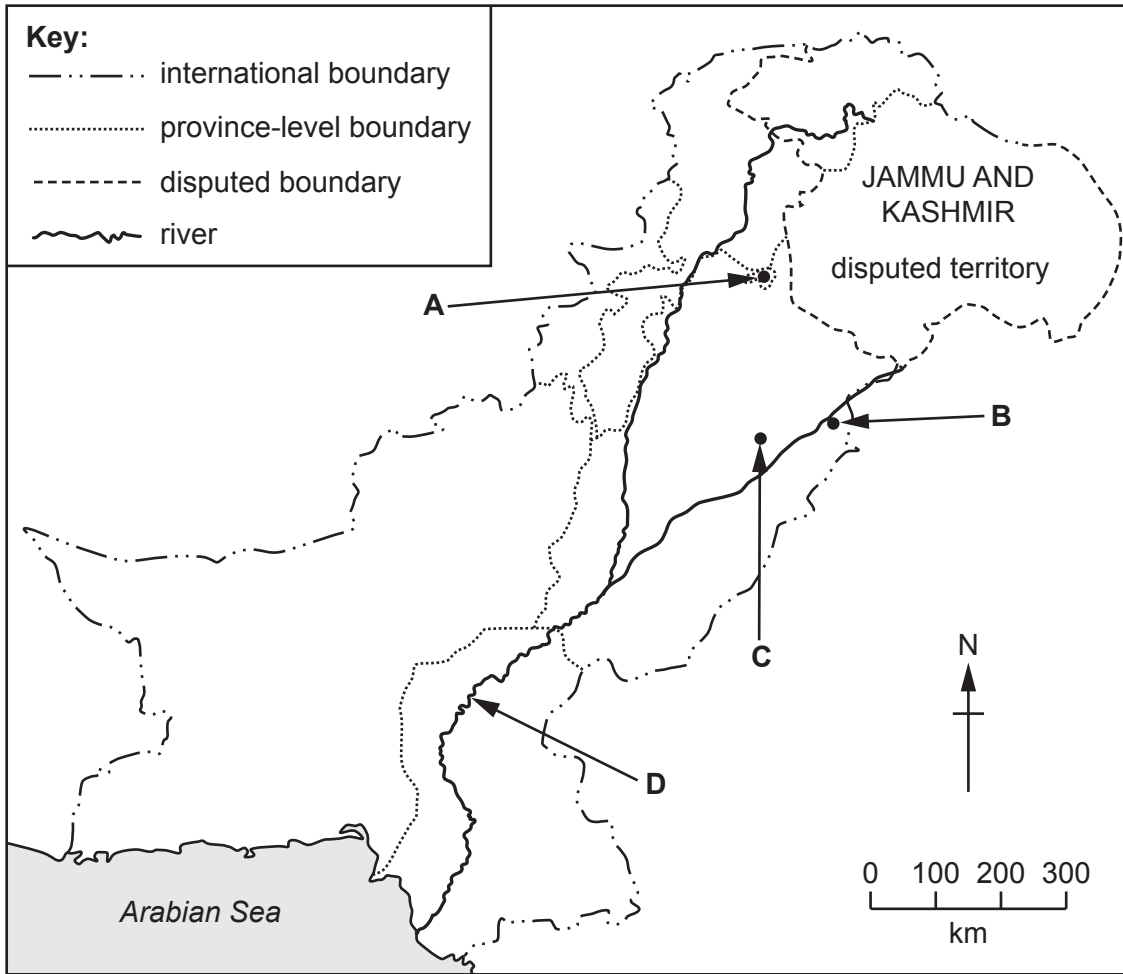 Key:
international boundary
province-level boundary
disputed boundary
river
JAMMU AND
KASHMIR
disputed territory
A
B
C
D
N
0 100 200 300
km
Arabian Sea